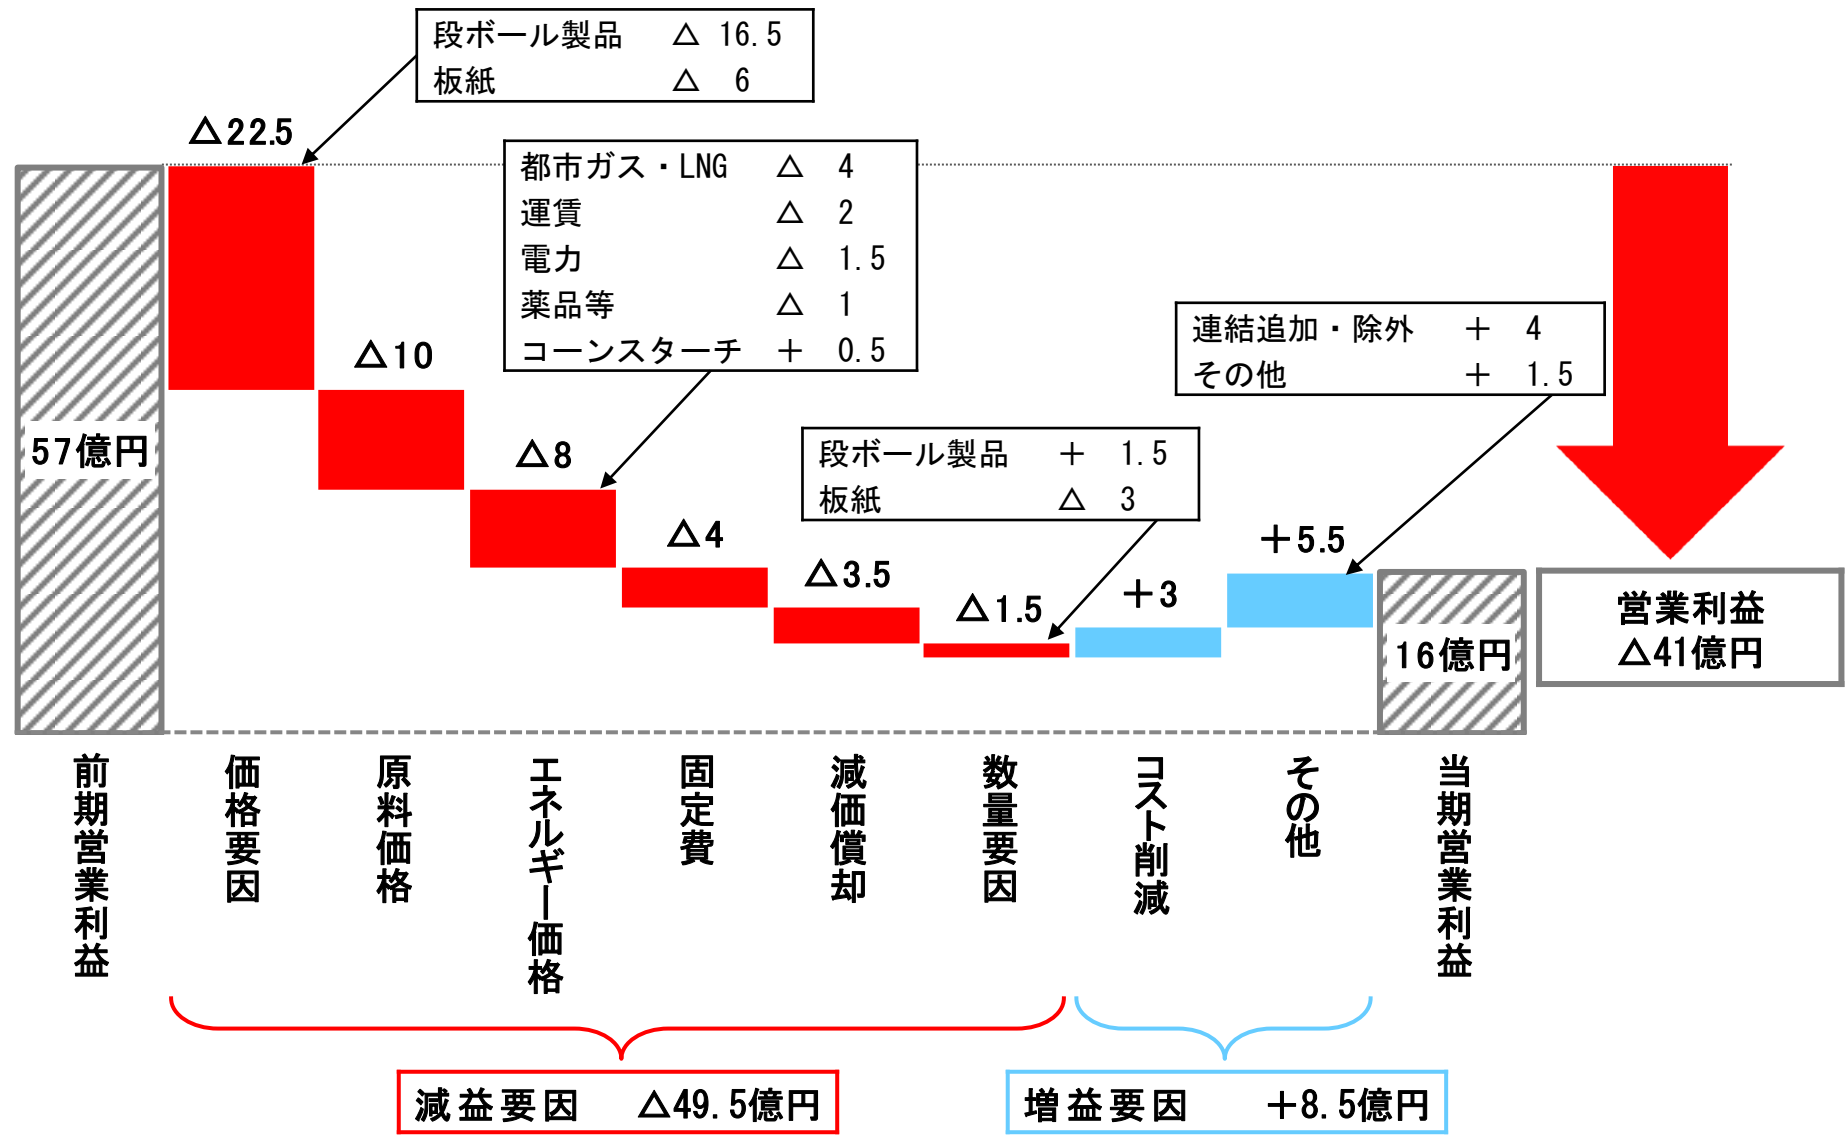 段ボール製品 △ 16.5
板紙 △ 6
△22.5
都市ガス・LNG △ 4
運賃 △ 2
電力 △ 1.5
薬品等 △ 1
コーンスターチ ＋ 0.5
△10
連結追加・除外 ＋ 4
その他 ＋ 1.5
57億円
△8
段ボール製品 ＋ 1.5
板紙 △ 3
△4
＋5.5
△3.5
△1.5
＋3
営業利益
△41億円
16億円
前期営業利益
価格要因
原料価格
エネルギー価格
固定費
減価償却
数量要因
コスト削減
その他
当期営業利益
減益要因 △49.5億円
増益要因 ＋8.5億円